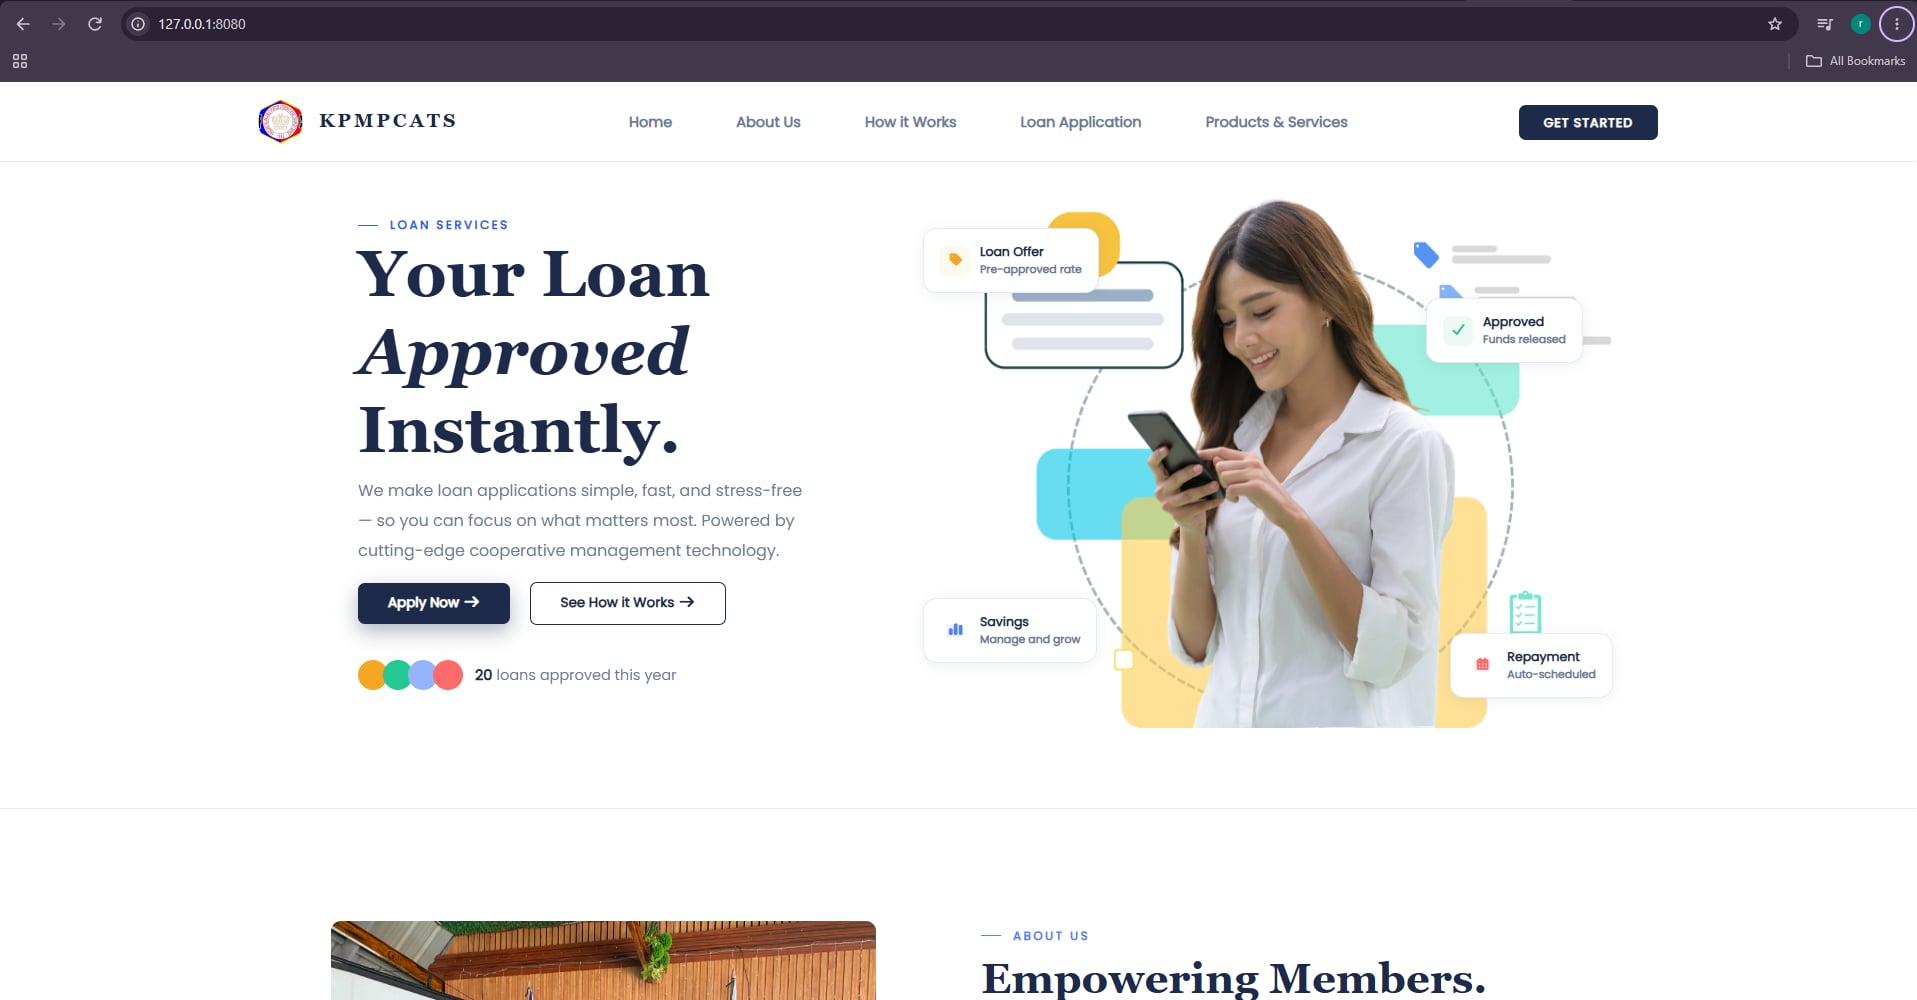 127.0.0.1:8080
r
All Bookmarks
KPMPCATS
Home
About Us
How it Works
Loan Application
Products & Services
GET STARTED
LOAN SERVICES
Your Loan
Approved
Instantly.
We make loan applications simple, fast, and stress-free
— so you can focus on what matters most. Powered by
cutting-edge cooperative management technology.
Apply Now →
See How it Works →
20 loans approved this year
Loan Offer
Pre-approved rate
Approved
Funds released
Savings
Manage and grow
Repayment
Auto-scheduled
ABOUT US
Empowering Members.